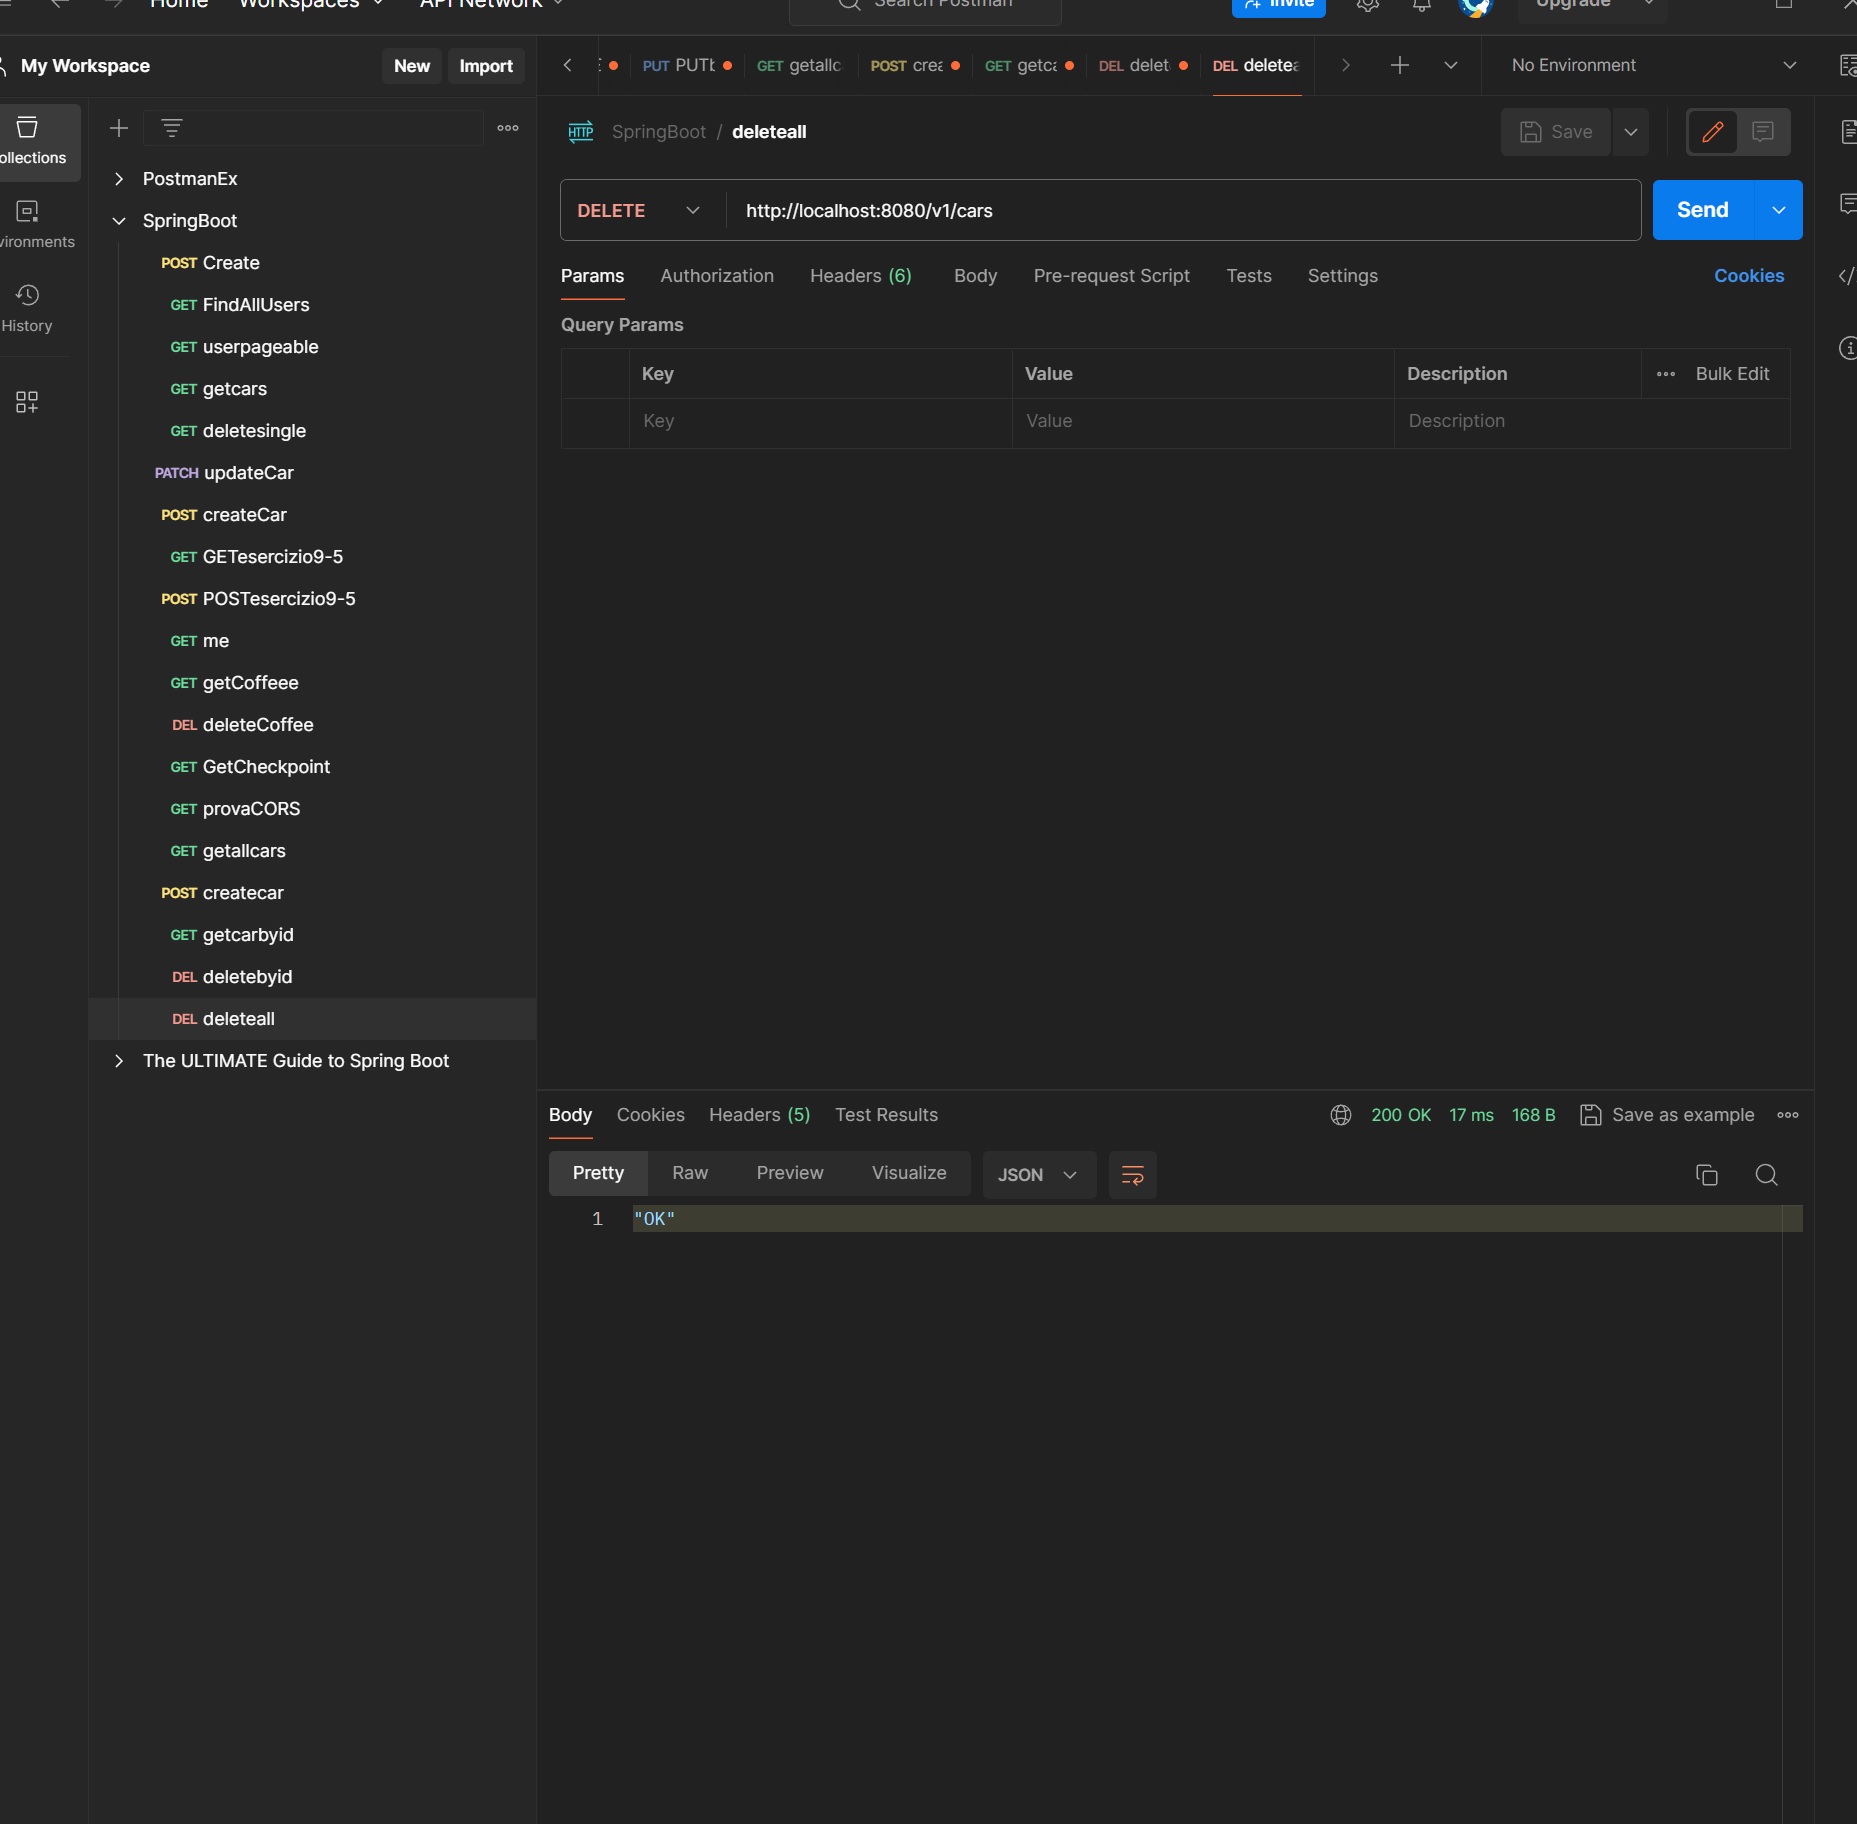 Home Workspaces API Network Search Postman Invite Upgrade
My Workspace New Import
PUT PUTt GET getallc POST crea GET getca DEL delet DEL deletea No Environment
ollections
vironments
History
PostmanEx
SpringBoot
POST Create
GET FindAllUsers
GET userpageable
GET getcars
GET deletesingle
PATCH updateCar
POST createCar
GET GETesercizio9-5
POST POSTesercizio9-5
GET me
GET getCoffeee
DEL deleteCoffee
GET GetCheckpoint
GET provaCORS
GET getallcars
POST createcar
GET getcarbyid
DEL deletebyid
DEL deleteall
The ULTIMATE Guide to Spring Boot
HTTP SpringBoot / deleteall Save
DELETE http://localhost:8080/v1/cars Send
Params Authorization Headers (6) Body Pre-request Script Tests Settings Cookies
Query Params
Key Value Description Bulk Edit
Key Value Description
Body Cookies Headers (5) Test Results 200 OK 17 ms 168 B Save as example
Pretty Raw Preview Visualize JSON
1 "OK"